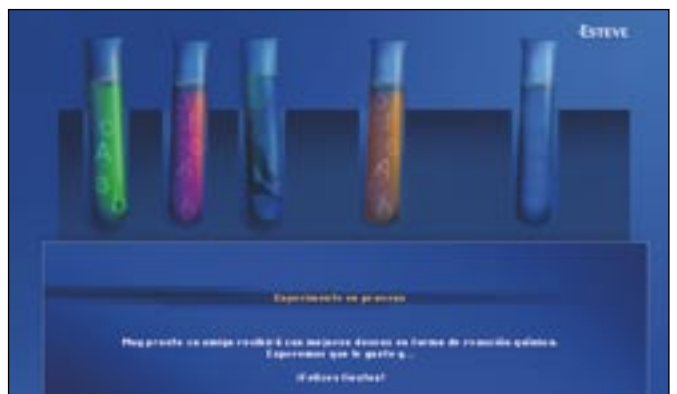 ESTEVE
Experimento en proceso
Muy pronto su amigo recibirá sus mejores deseos en forma de reacción química.
Esperemos que le guste y...
¡Felices fiestas!